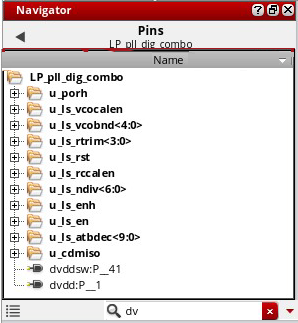 Navigator
Pins
LP_pll_dig_combo
Name
LP_pll_dig_combo
u_porh
u_ls_vcocalen
u_ls_vcobnd<4:0>
u_ls_rtrim<3:0>
u_ls_rst
u_ls_rccalen
u_ls_ndiv<6:0>
u_ls_enh
u_ls_en
u_ls_atbdec<9:0>
u_cdmiso
dvddsw:P__41
dvdd:P__1
dv